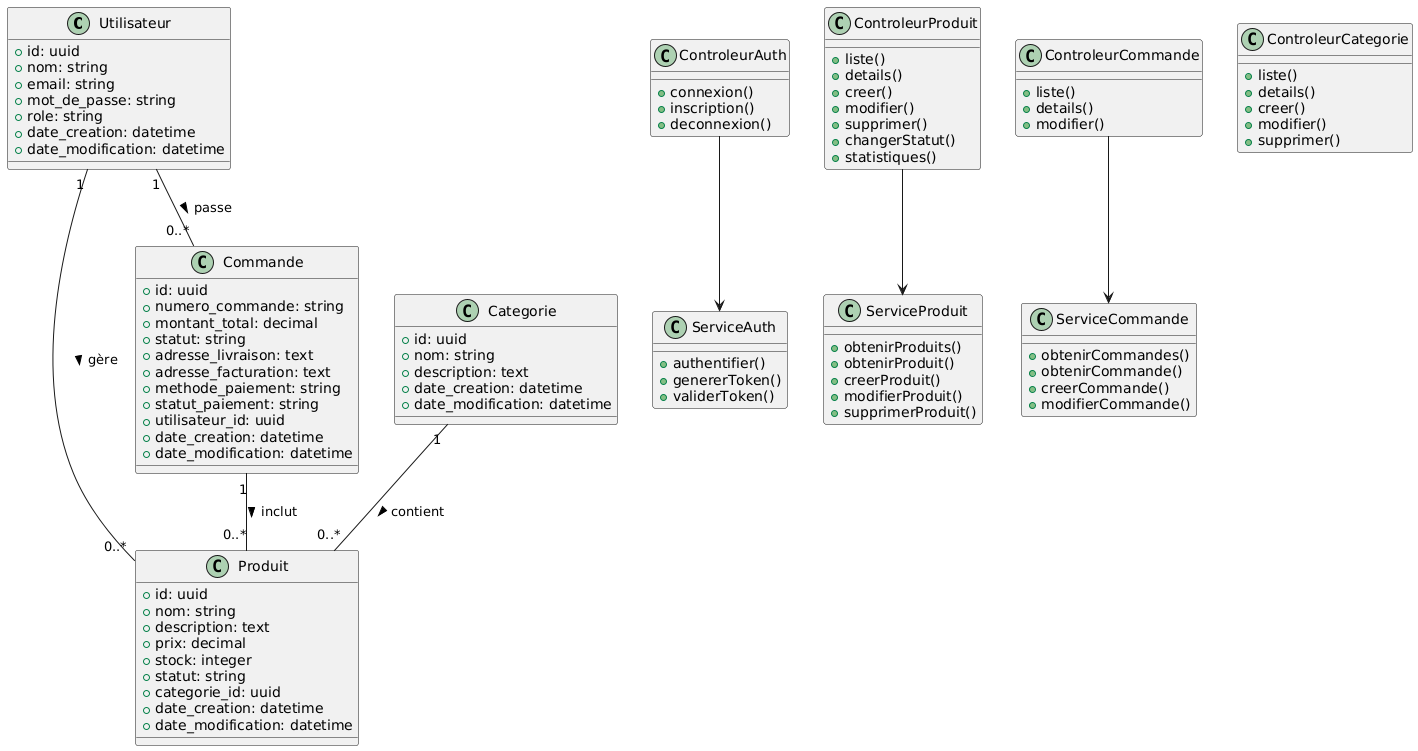 C Utilisateur
id: uuid
nom: string
email: string
mot_de_passe: string
role: string
date_creation: datetime
date_modification: datetime
1
1
passe
0..*
gère
0..*
C Commande
id: uuid
numero_commande: string
montant_total: decimal
statut: string
adresse_livraison: text
adresse_facturation: text
methode_paiement: string
statut_paiement: string
utilisateur_id: uuid
date_creation: datetime
date_modification: datetime
1
inclut
0..*
C Categorie
id: uuid
nom: string
description: text
date_creation: datetime
date_modification: datetime
1
contient
0..*
C Produit
id: uuid
nom: string
description: text
prix: decimal
stock: integer
statut: string
categorie_id: uuid
date_creation: datetime
date_modification: datetime
C ControleurAuth
connexion()
inscription()
deconnexion()
C ServiceAuth
authentifier()
genererToken()
validerToken()
C ControleurProduit
liste()
details()
creer()
modifier()
supprimer()
changerStatut()
statistiques()
C ServiceProduit
obtenirProduits()
obtenirProduit()
creerProduit()
modifierProduit()
supprimerProduit()
C ControleurCommande
liste()
details()
modifier()
C ServiceCommande
obtenirCommandes()
obtenirCommande()
creerCommande()
modifierCommande()
C ControleurCategorie
liste()
details()
creer()
modifier()
supprimer()